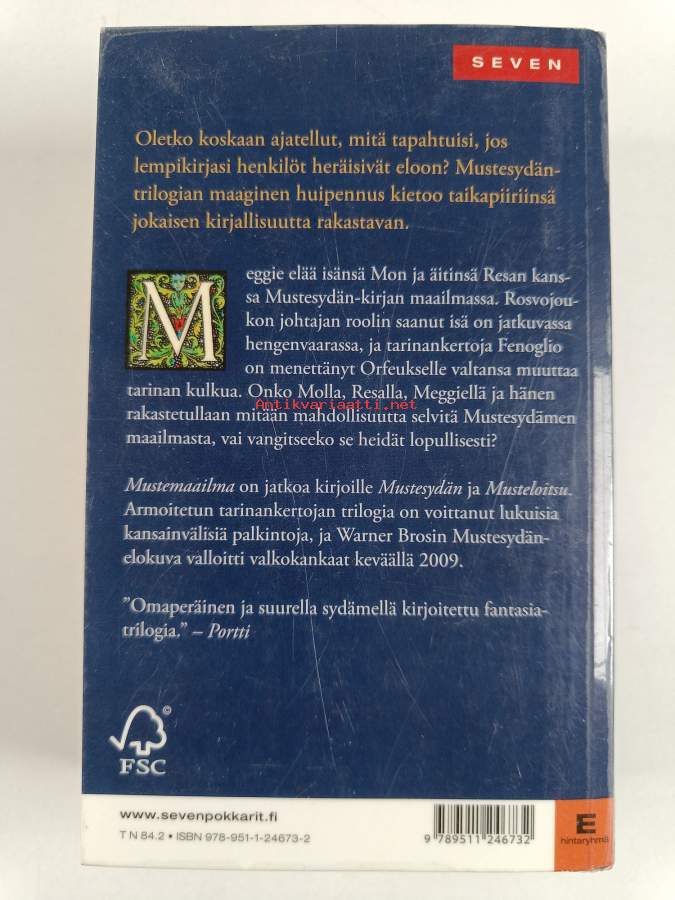 SEVEN
Oletko koskaan ajatellut, mitä tapahtuisi, jos
lempikirjasi henkilöt heräisivät eloon? Mustesydän-
trilogian maaginen huipennus kietoo taikapiiriinsä
jokaisen kirjallisuutta rakastavan.
Meggie elää isänsä Mon ja äitinsä Resan kans-
sa Mustesydän-kirjan maailmassa. Rosvojou-
kon johtajan roolin saanut isä on jatkuvassa
hengenvaarassa, ja tarinankertoja Fenoglio
on menettänyt Orfeukselle valtansa muuttaa
tarinan kulkua. Onko Molla, Resalla, Meggiellä ja hänen
Antikvariaatti.net
rakastetullaan mitään mahdollisuutta selvitä Mustesydämen
maailmasta, vai vangitseeko se heidät lopullisesti?
Mustemaailma on jatkoa kirjoille Mustesydän ja Musteloitsu.
Armoitetun tarinankertojan trilogia on voittanut lukuisia
kansainvälisiä palkintoja, ja Warner Brosin Mustesydän-
elokuva valloitti valkokankaat keväällä 2009.
"Omaperäinen ja suurella sydämellä kirjoitettu fantasia-
trilogia." – Portti
FSC
www.sevenpokkarit.fi
T N 84.2 • ISBN 978-951-1-24673-2
9 789511 246732
E
hintaryhmä